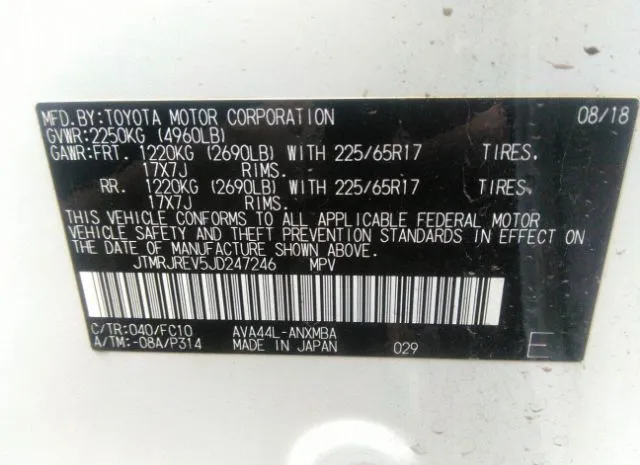 MFD.BY:TOYOTA MOTOR CORPORATION 08/18
GVWR:2250KG (4960LB)
GAWR:FRT. 1220KG (2690LB) WITH 225/65R17 TIRES.
17X7J RIMS.
RR. 1220KG (2690LB) WITH 225/65R17 TIRES.
17X7J RIMS.
THIS VEHICLE CONFORMS TO ALL APPLICABLE FEDERAL MOTOR
VEHICLE SAFETY AND THEFT PREVENTION STANDARDS IN EFFECT ON
THE DATE OF MANUFACTURE SHOWN ABOVE.
JTMRJREV5JD247246 MPV
C/TR:040/FC10 AVA44L-ANXMBA
A/TM:-08A/P314 MADE IN JAPAN 029 E